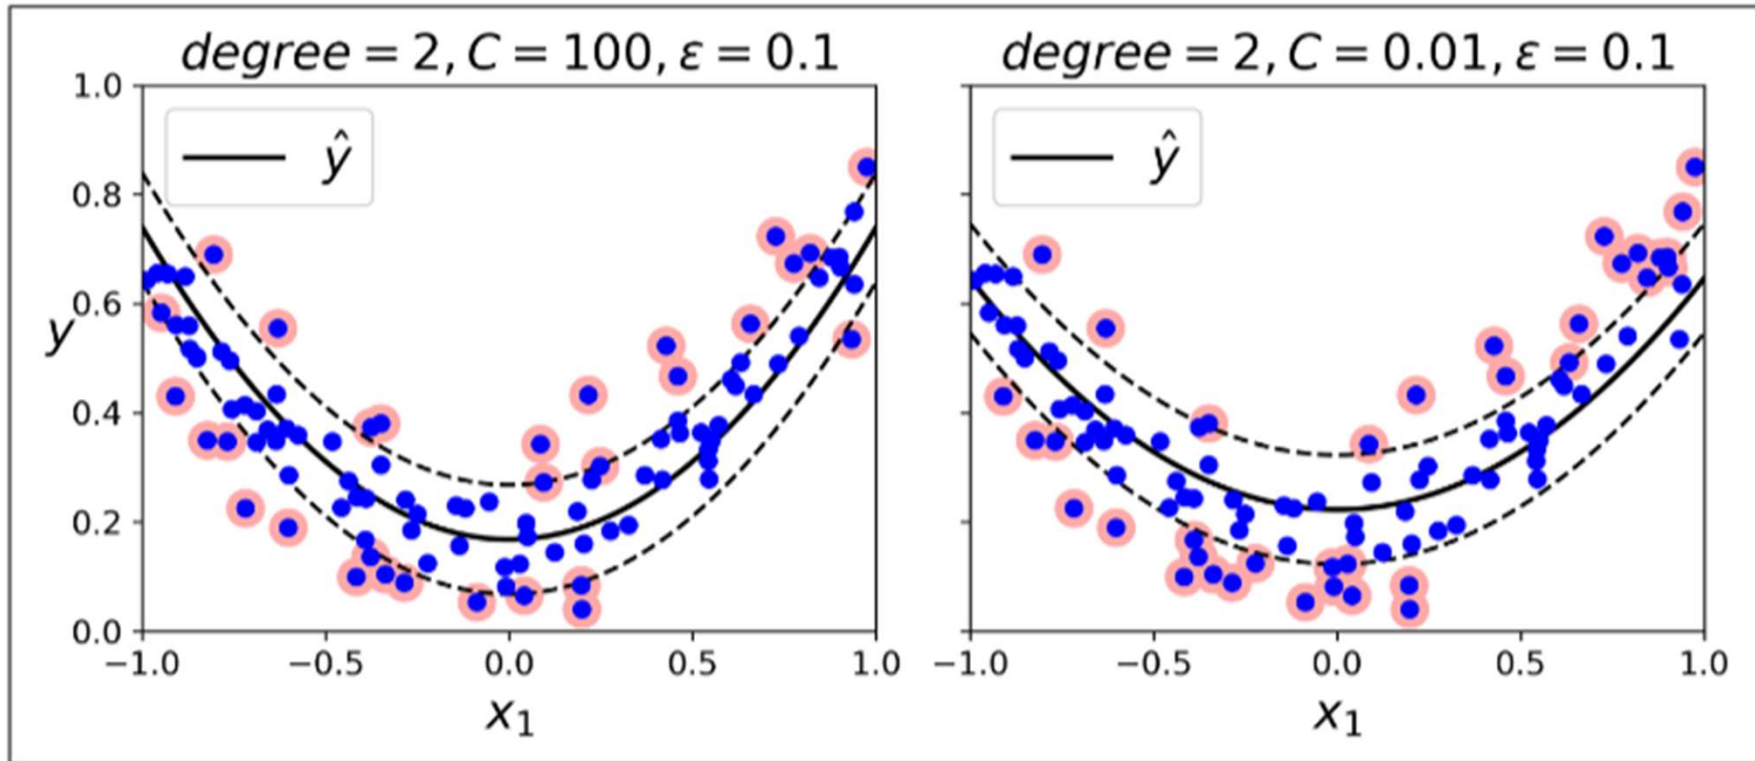 degree = 2, C = 100, ε = 0.1
degree = 2, C = 0.01, ε = 0.1
1.0
0.8
0.6
0.4
0.2
0.0
y
ŷ
ŷ
−1.0 −0.5 0.0 0.5 1.0
−1.0 −0.5 0.0 0.5 1.0
x₁
x₁